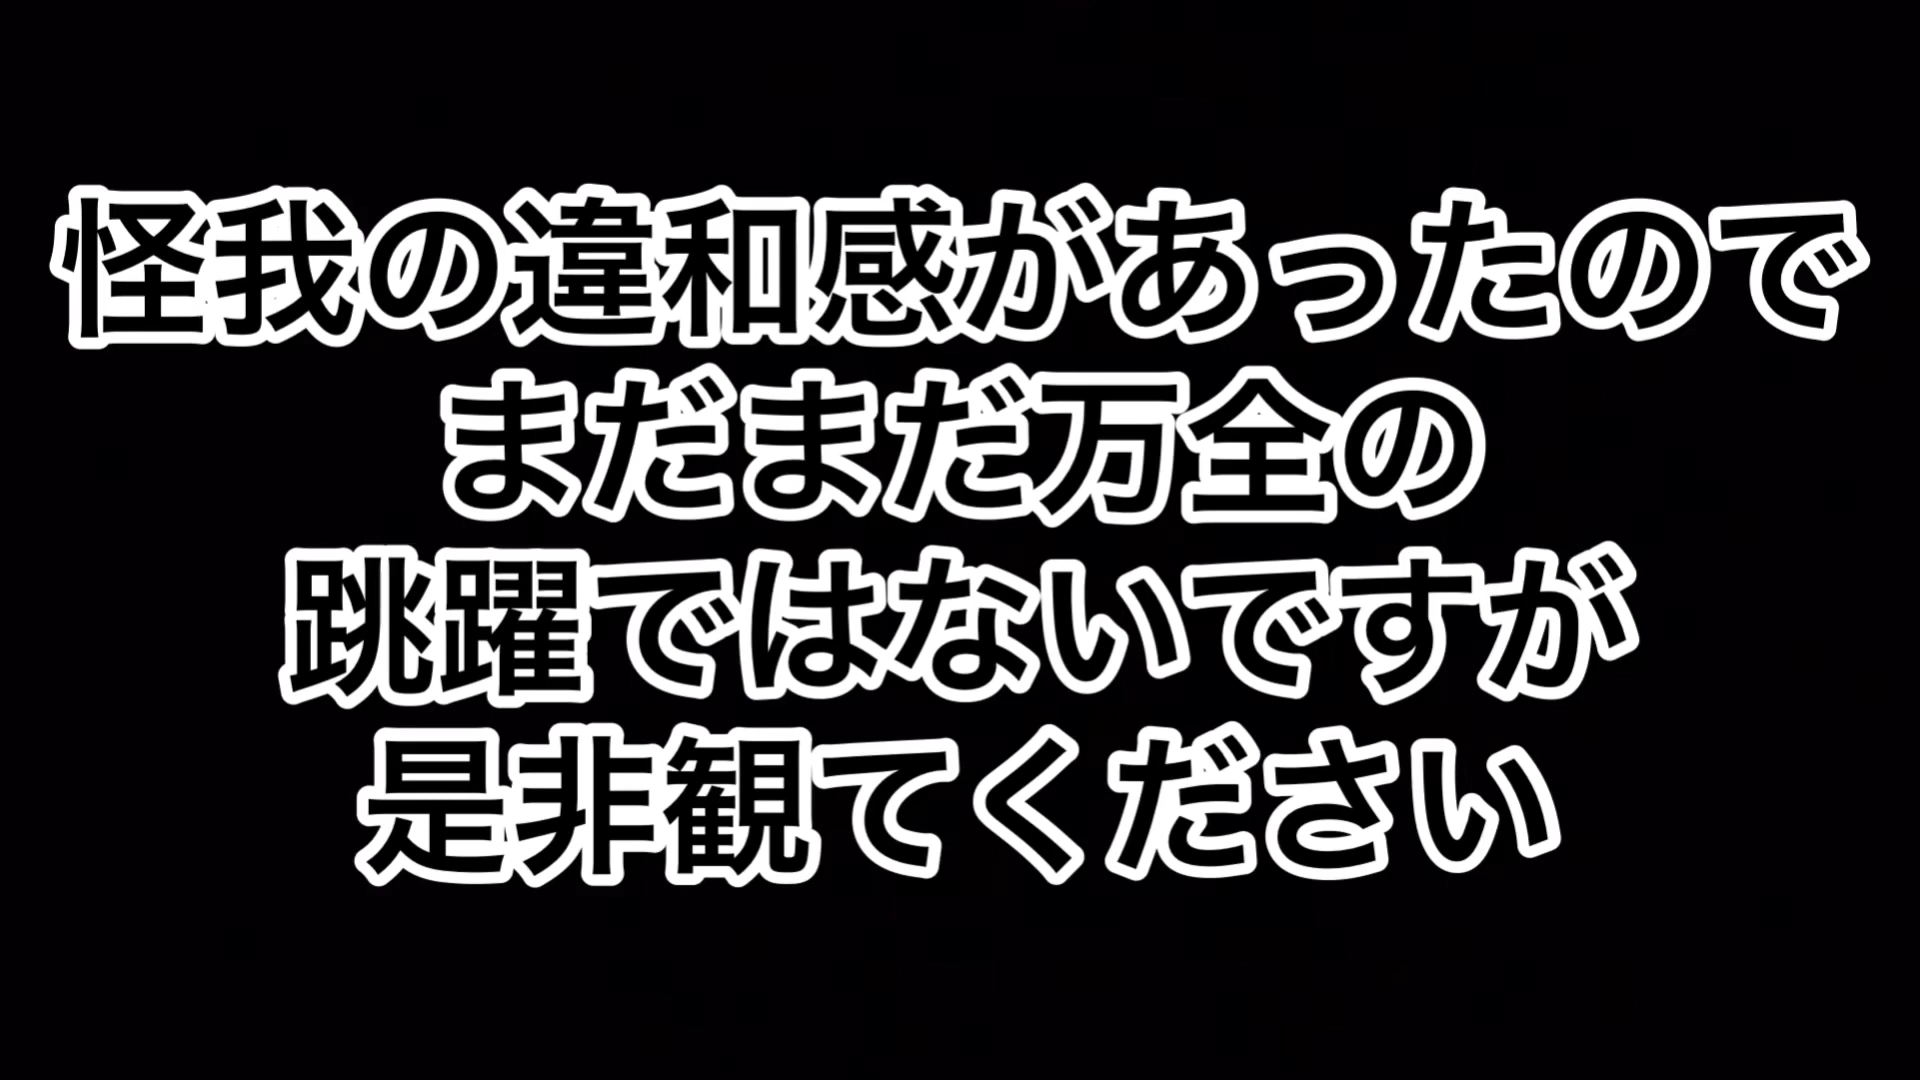 怪我の違和感があったので
まだまだ万全の
跳躍ではないですが
是非観てください